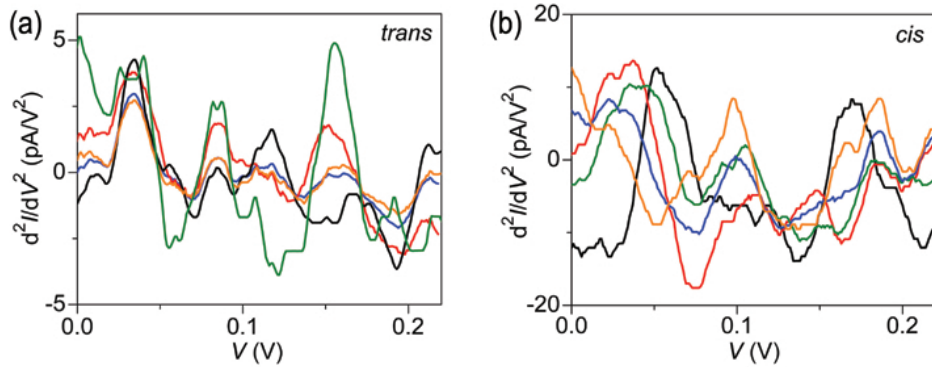 (a)
trans
5
0
-5
d²I/dV² (pA/V²)
0.0
0.1
0.2
V (V)
(b)
cis
20
0
-20
d²I/dV² (pA/V²)
0.0
0.1
0.2
V (V)